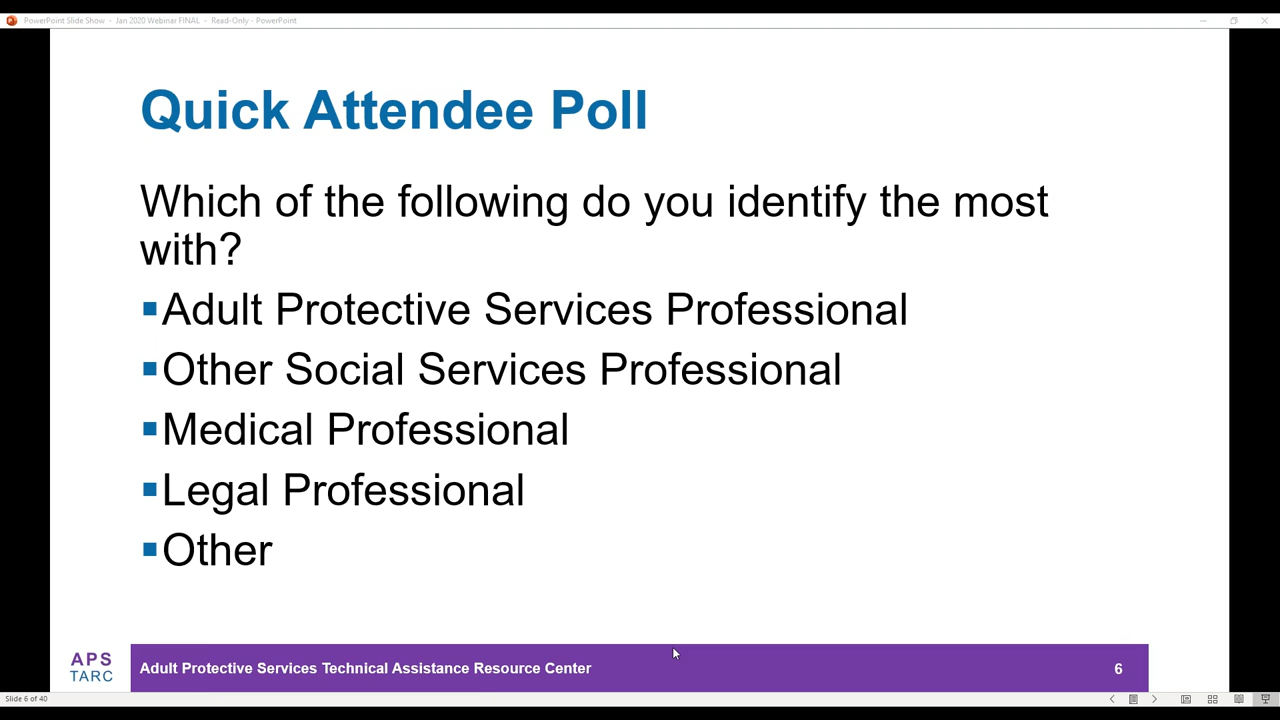 PowerPoint Slide Show - Jan 2020 Webinar FINAL - Read-Only - PowerPoint
Quick Attendee Poll
Which of the following do you identify the most
with?
Adult Protective Services Professional
Other Social Services Professional
Medical Professional
Legal Professional
Other
APS
TARC
Adult Protective Services Technical Assistance Resource Center
6
Slide 6 of 40